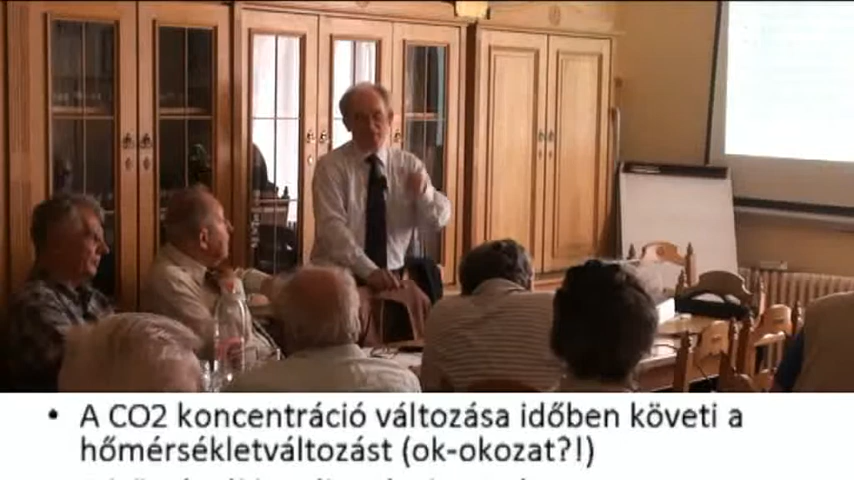 • A CO2 koncentráció változása időben követi a
hőmérsékletváltozást (ok-okozat?!)